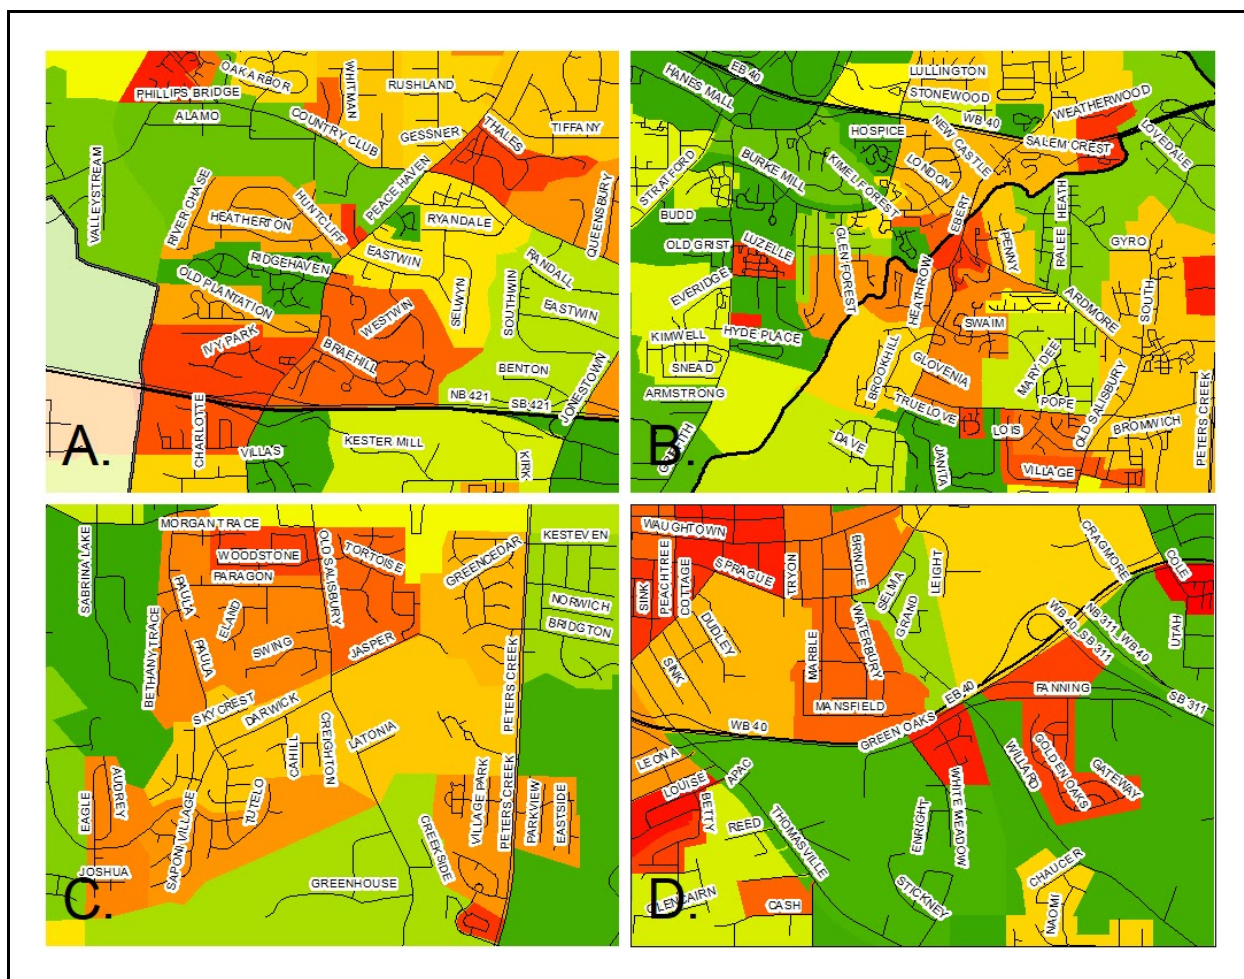 OAK ARBOR
WHITMAN
RUSHLAND
PHILLIPS BRIDGE
ALAMO
COUNTRY CLUB
GESSNER
THALES
TIFFANY
VALLEYSTREAM
RIVER CHASE
HEATHERTON
HUNTCLIFF
PEACE HAVEN
RYANDALE
QUEENSBURY
RIDGEHAVEN
EASTWIN
RANDALL
OLD PLANTATION
SELWYN
SOUTHWIN
EASTWIN
WESTWIN
IVY PARK
BRAEHILL
BENTON
JONESTOWN
NB 421
SB 421
CHARLOTTE
VILLAS
KESTER MILL
KIRK
A.
EB 40
HANES MALL
LULLINGTON
STONEWOOD
WEATHERWOOD
WB 40
HOSPICE
NEW CASTLE
SALEM CREST
LOVEDALE
STRATFORD
BURKE MILL
KIMEL FOREST
LONDON
BUDD
EBERT
RALEE HEATH
OLD GRIST
LUZELLE
GLEN FOREST
PENNY
GYRO
EVERIDGE
HEATHROW
ARDMORE
SOUTH
KIMWELL
HYDE PLACE
SWAIM
SNEAD
BROOKHILL
GLOVENIA
MARY DEE
ARMSTRONG
TRUELOVE
POPE
OLD SALISBURY
GRIFFITH
DAVE
JANITA
LOIS
BROMWICH
PETERS CREEK
VILLAGE
B.
MORGAN TRACE
SABRINA LAKE
WOODSTONE
OLD SALISBURY
TORTOISE
GREENCEDAR
KESTEVEN
PARAGON
PAULA
ELAND
NORWICH
BETHANY TRACE
BRIDGTON
PAULA
SWING
JASPER
PETERS CREEK
SKYCREST
DARWICK
CREIGHTON
LATONIA
CAHILL
AUDREY
EAGLE
SAPONI VILLAGE
OTELIO
VILLAGE PARK
PETERS CREEK
PARKVIEW
EASTSIDE
CREEKSIDE
JOSHUA
GREENHOUSE
C.
WAUGHTOWN
CRAGMORE
SINK
PEACHTREE
COTTAGE
SPRAGUE
TRYON
BRINDLE
SELMA
LEIGHT
COLE
GRAND
DUDLEY
WATERBURY
WB 40_SB 311
NB 311_WB 40
UTAH
SINK
MARBLE
FANNING
EB 40
SB 311
MANSFIELD
WB 40
GREEN OAKS
LEONA
LOUISE
APAC
WILLARD
GOLDEN OAKS
GATEWAY
BETTY
REED
THOMASVILLE
ENRIGHT
WHITE MEADOW
STICKNEY
CHAUCER
NAOMI
GLENCAIRN
CASH
D.